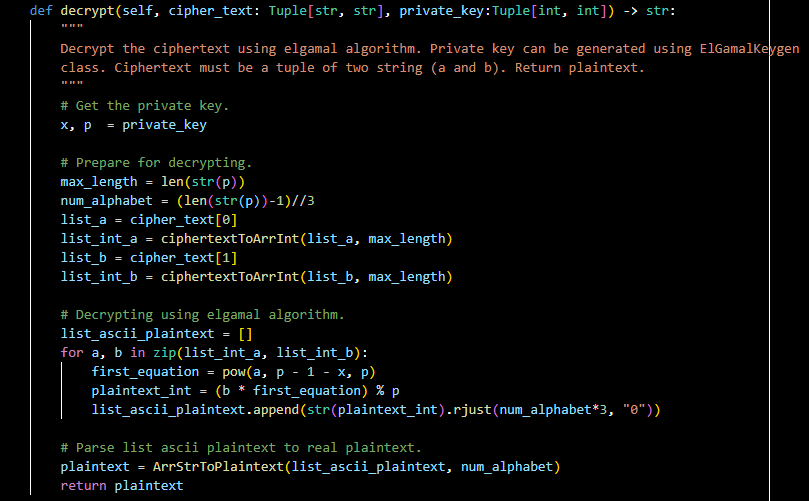 def decrypt(self, cipher_text: Tuple[str, str], private_key:Tuple[int, int]) -> str:
"""
Decrypt the ciphertext using elgamal algorithm. Private key can be generated using ElGamalKeygen
class. Ciphertext must be a tuple of two string (a and b). Return plaintext.
"""
# Get the private key.
x, p  = private_key
# Prepare for decrypting.
max_length = len(str(p))
num_alphabet = (len(str(p))-1)//3
list_a = cipher_text[0]
list_int_a = ciphertextToArrInt(list_a, max_length)
list_b = cipher_text[1]
list_int_b = ciphertextToArrInt(list_b, max_length)
# Decrypting using elgamal algorithm.
list_ascii_plaintext = []
for a, b in zip(list_int_a, list_int_b):
first_equation = pow(a, p - 1 - x, p)
plaintext_int = (b * first_equation) % p
list_ascii_plaintext.append(str(plaintext_int).rjust(num_alphabet*3, "0"))
# Parse list ascii plaintext to real plaintext.
plaintext = ArrStrToPlaintext(list_ascii_plaintext, num_alphabet)
return plaintext